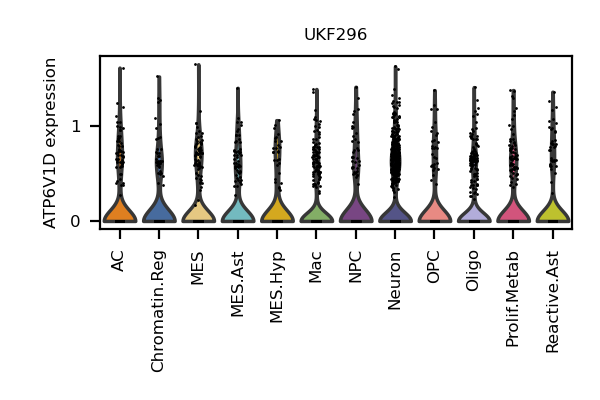 UKF296
ATP6V1D expression
1
0
AC
Chromatin.Reg
MES
MES.Ast
MES.Hyp
Mac
NPC
Neuron
OPC
Oligo
Prolif.Metab
Reactive.Ast